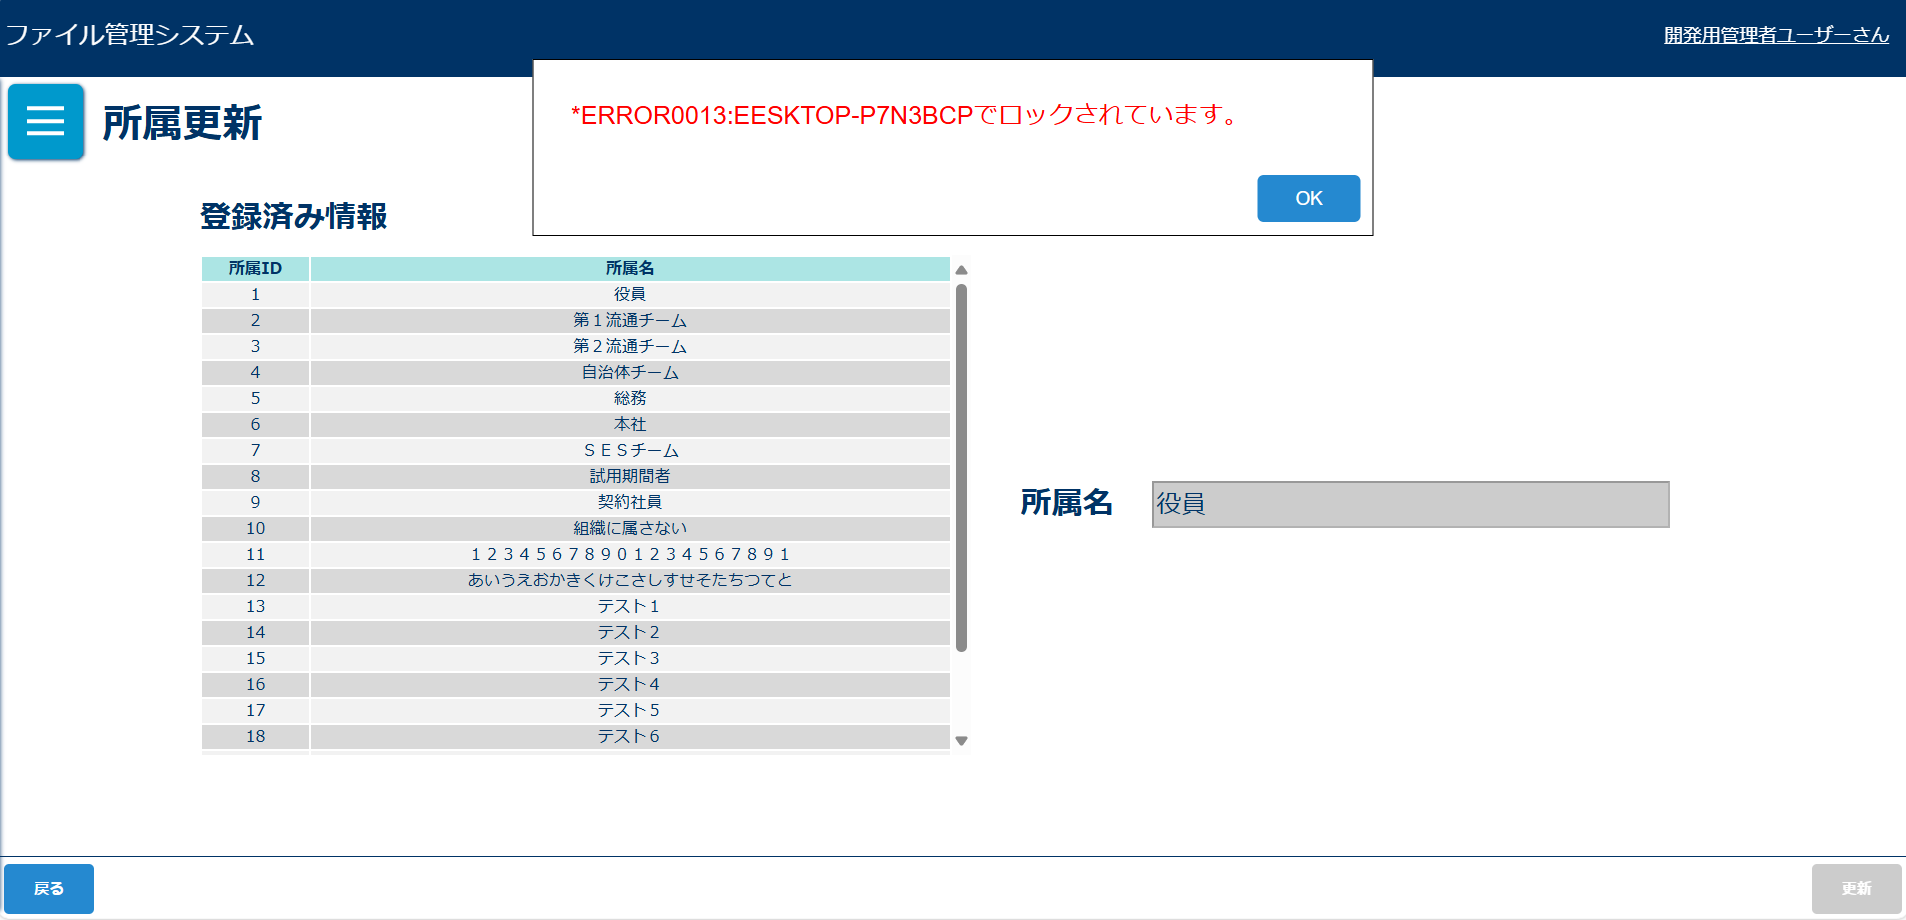 ファイル管理システム
開発用管理者ユーザーさん
*ERROR0013:EESKTOP-P7N3BCPでロックされています。
OK
所属更新
登録済み情報
所属ID 所属名
1 役員
2 第１流通チーム
3 第２流通チーム
4 自治体チーム
5 総務
6 本社
7 ＳＥＳチーム
8 試用期間者
9 契約社員
10 組織に属さない
11 １２３４５６７８９０１２３４５６７８９１
12 あいうえおかきくけこさしすせそたちつてと
13 テスト１
14 テスト２
15 テスト３
16 テスト４
17 テスト５
18 テスト６
所属名 役員
戻る
更新